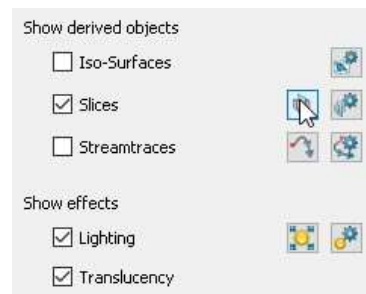 Show derived objects
Iso-Surfaces
Slices
Streamtraces
Show effects
Lighting
Translucency